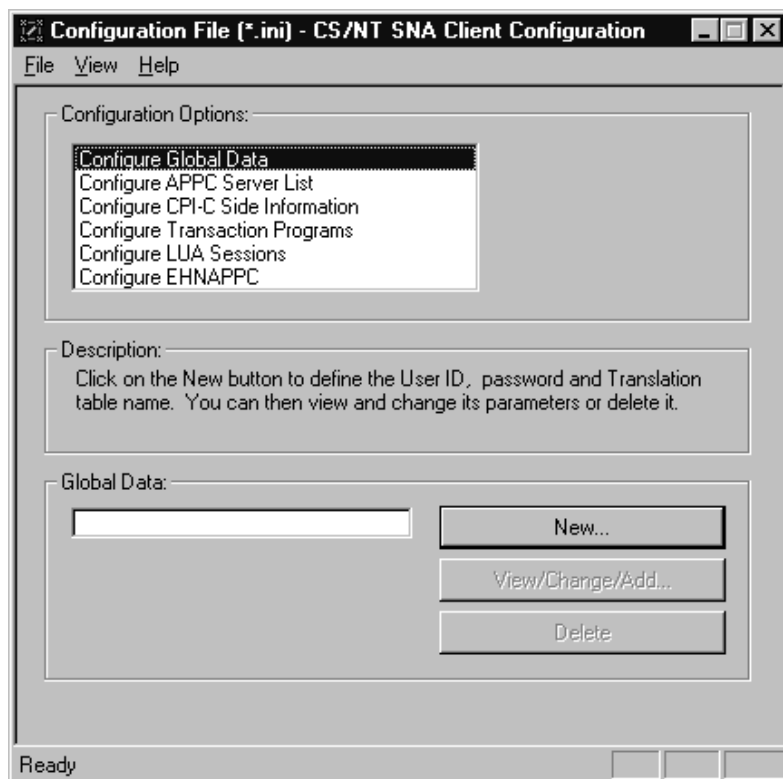 Configuration File (*.ini) - CS/NT SNA Client Configuration
File View Help
Configuration Options:
Configure Global Data
Configure APPC Server List
Configure CPI-C Side Information
Configure Transaction Programs
Configure LUA Sessions
Configure EHNAPPC
Description:
Click on the New button to define the User ID, password and Translation
table name. You can then view and change its parameters or delete it.
Global Data:
New...
View/Change/Add...
Delete
Ready